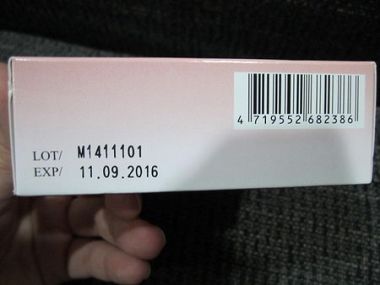 4 719552 682386
LOT/ M1411101
EXP/ 11.09.2016